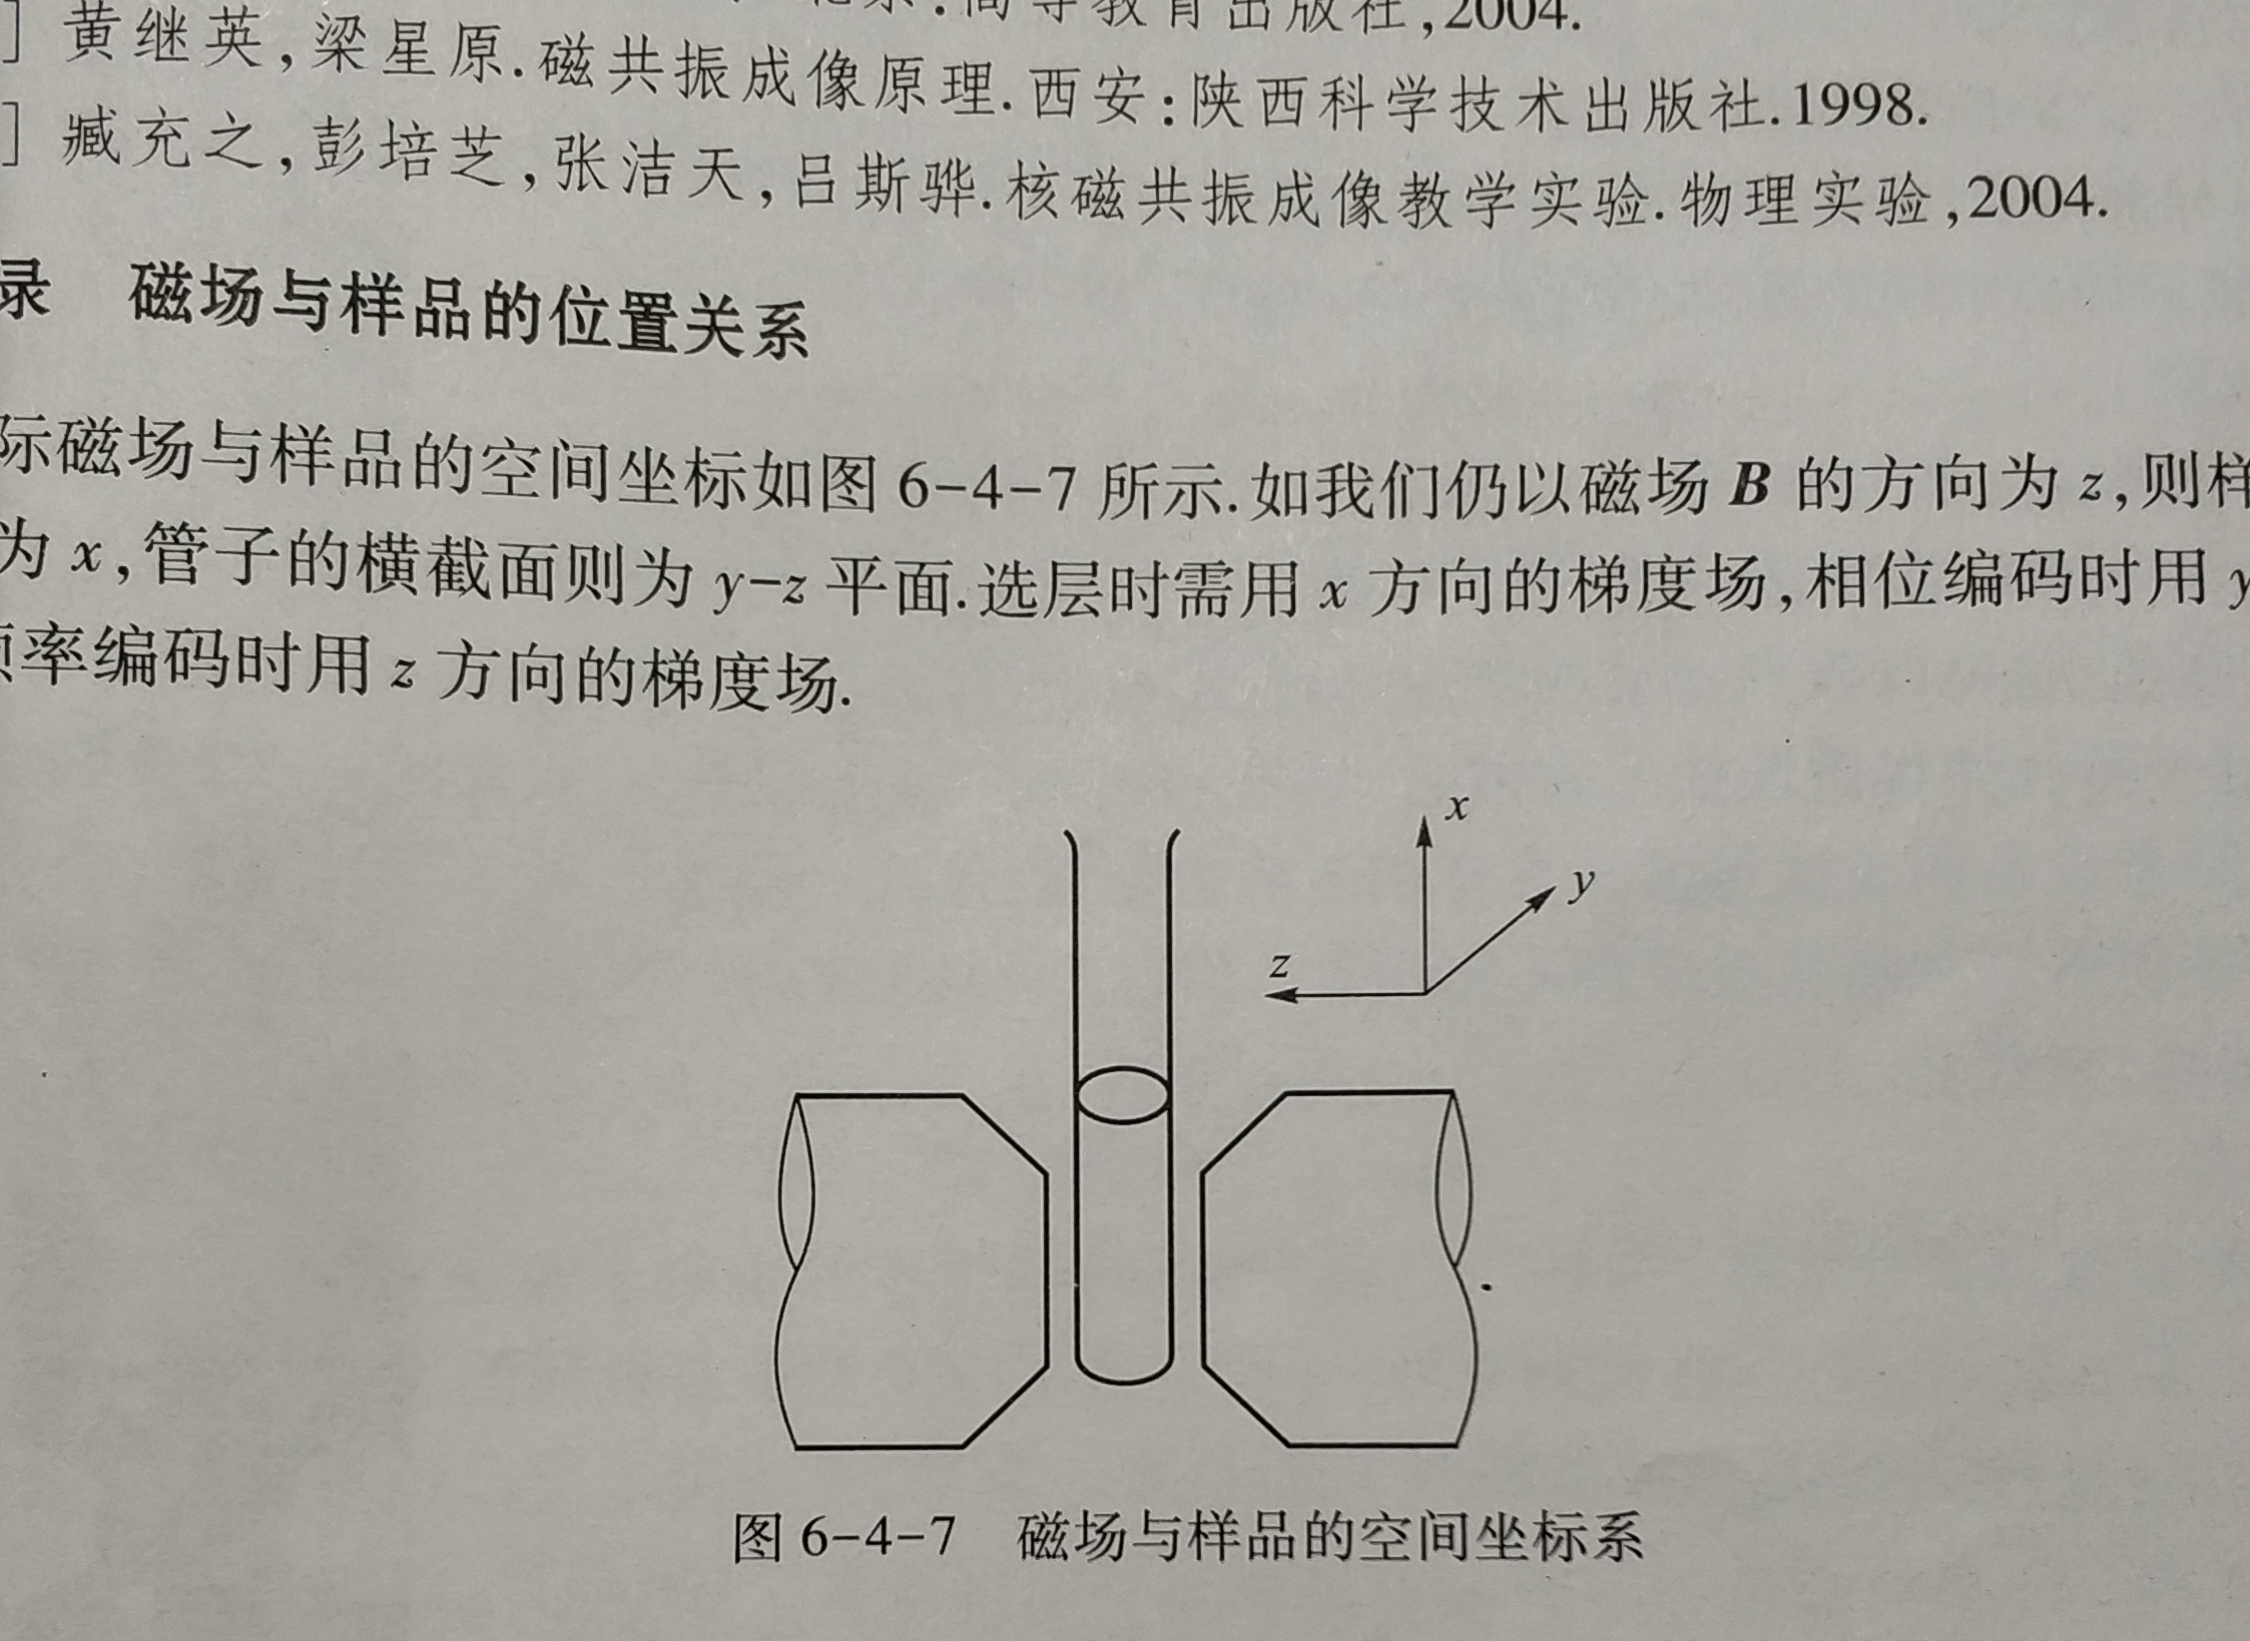 高等教育出版社,2004.
] 黄继英,梁星原.磁共振成像原理.西安:陕西科学技术出版社.1998.
] 臧充之,彭培芝,张洁天,吕斯骅.核磁共振成像教学实验.物理实验,2004.
录 磁场与样品的位置关系
际磁场与样品的空间坐标如图 6-4-7 所示.如我们仍以磁场 B 的方向为 z,则样
为 x,管子的横截面则为 y-z 平面.选层时需用 x 方向的梯度场,相位编码时用 y
率编码时用 z 方向的梯度场.
x
y
z
图 6-4-7 磁场与样品的空间坐标系